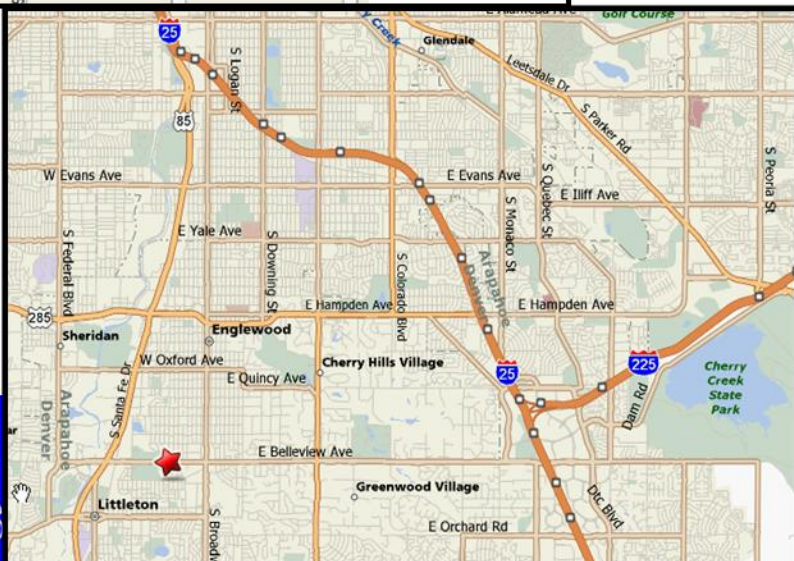 Golf Course
25
Cherry Creek
Glendale
S Logan St
Leetsdale Dr
85
S Parker Rd
W Evans Ave
E Evans Ave
S Quebec St
S Peoria St
E Iliff Ave
S Monaco St
E Yale Ave
S Federal Blvd
S Downing St
S Colorado Blvd
Arapahoe
Denver
E Hampden Ave
E Hampden Ave
285
Sheridan
Englewood
W Oxford Ave
Cherry Hills Village
25
225
Cherry
Creek
State
Park
E Quincy Ave
S Santa Fe Dr
Dam Rd
Arapahoe
Denver
E Belleview Ave
Greenwood Village
Dtc Blvd
Littleton
S Broadw
E Orchard Rd